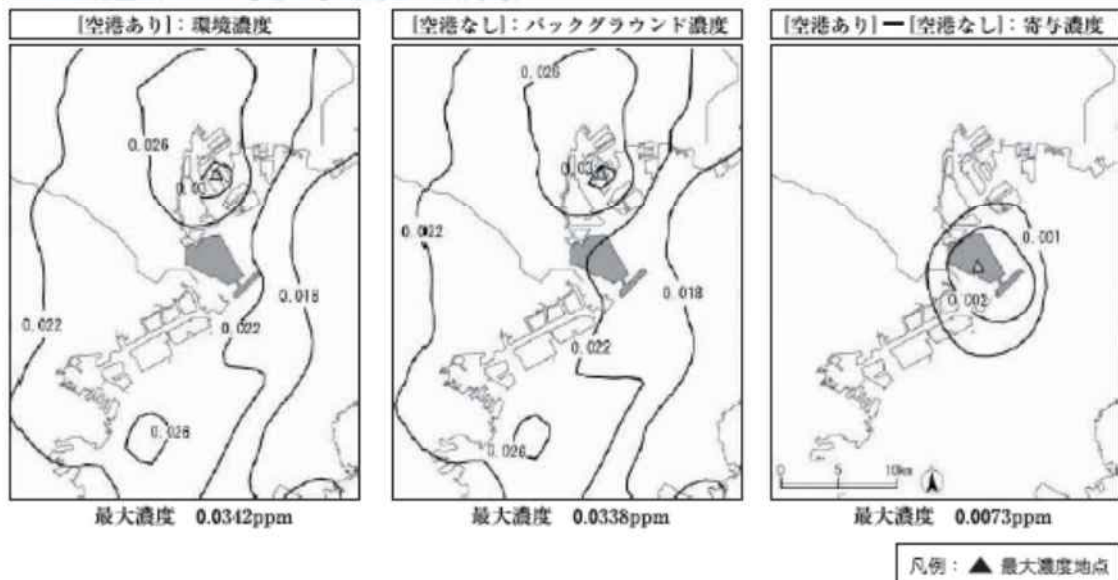 [空港あり]：環境濃度
0.026
0.022
0.022
0.018
0.026
最大濃度 0.0342ppm
[空港なし]：バックグラウンド濃度
0.026
0.022
0.018
0.022
0.026
最大濃度 0.0338ppm
[空港あり] ー [空港なし]：寄与濃度
0.001
0.002
0 5 10km
最大濃度 0.0073ppm
凡例： ▲ 最大濃度地点